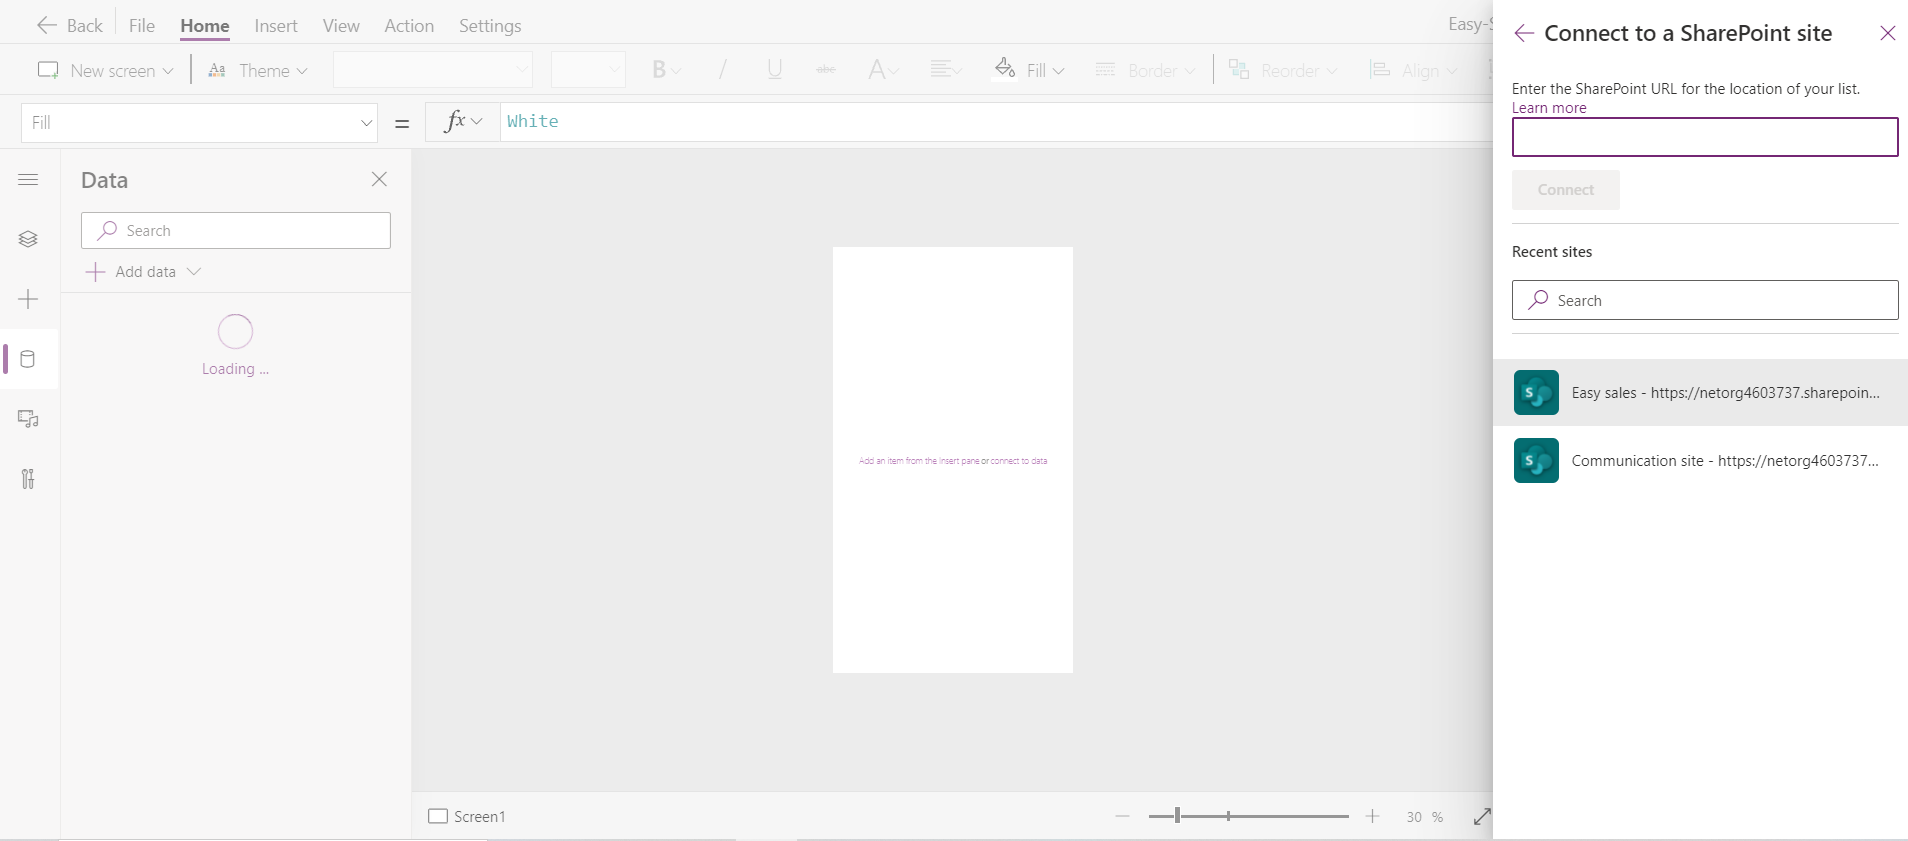 Back File Home Insert View Action Settings
Easy-S
New screen Theme B / U abc A Fill Border Reorder Align
Fill = fx White
Data
Search
Add data
Loading ...
Add an item from the Insert pane or connect to data
Screen1
30 %
Connect to a SharePoint site
Enter the SharePoint URL for the location of your list.
Learn more
Connect
Recent sites
Search
Easy sales - https://netorg4603737.sharepoin...
Communication site - https://netorg4603737...